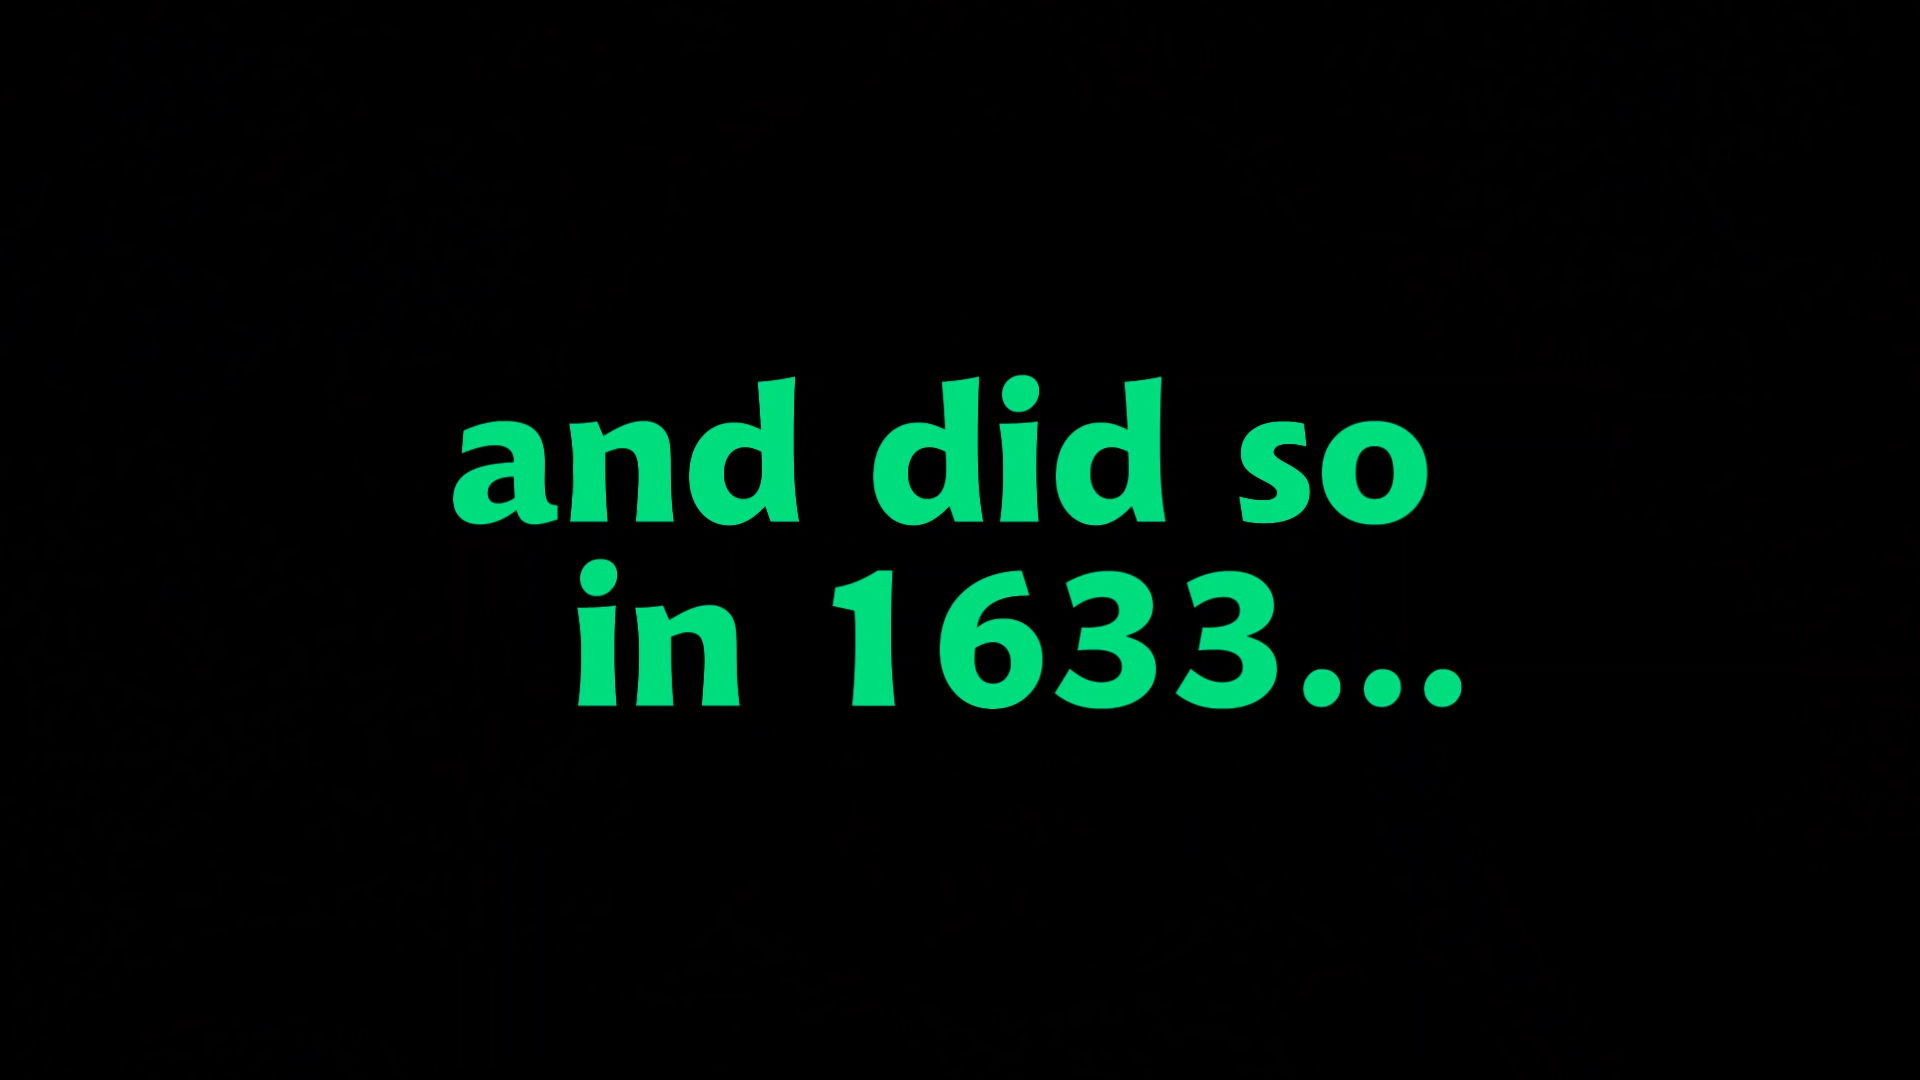 and did so
in 1633...